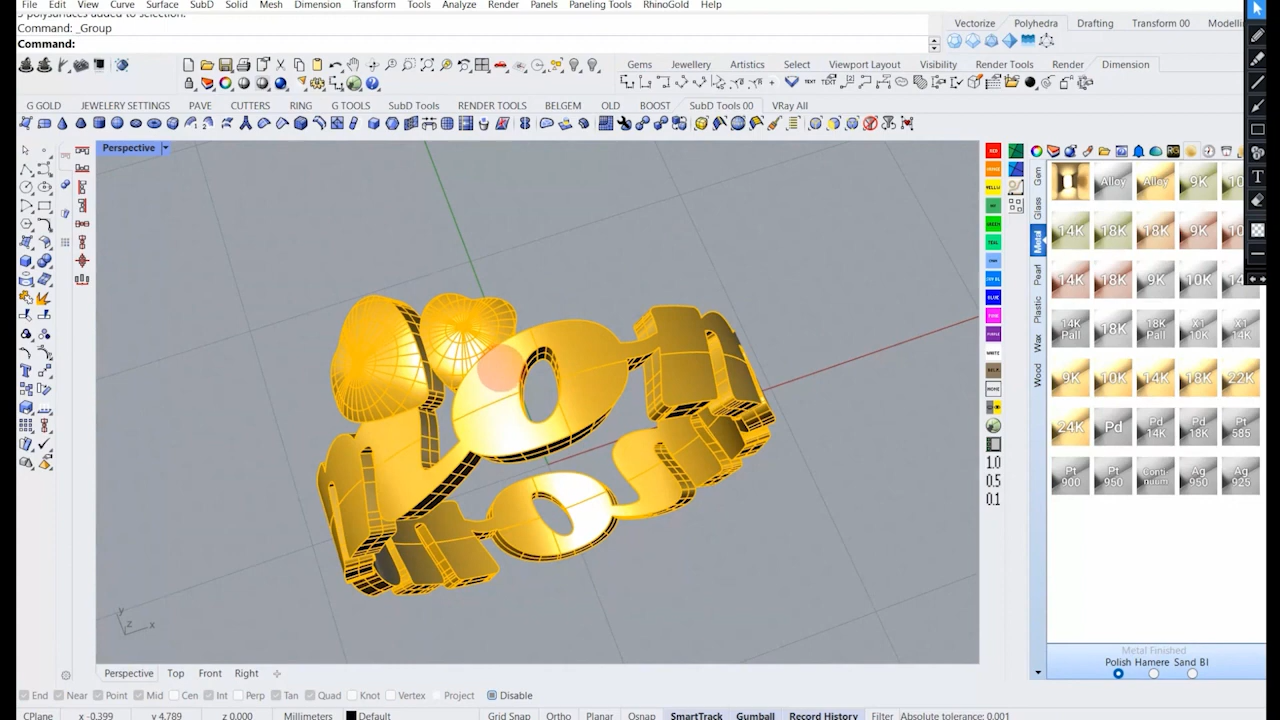 File Edit View Curve Surface SubD Solid Mesh Dimension Transform Tools Analyze Render Panels Paneling Tools RhinoGold Help
Command: _Group
Command:
Vectorize Polyhedra Drafting Transform 00
Gems Jewellery Artistics Select Viewport Layout Visibility Render Tools Render Dimension
G GOLD JEWELERY SETTINGS PAVE CUTTERS RING G TOOLS SubD Tools RENDER TOOLS BELGEM OLD BOOST SubD Tools 00 VRay All
Perspective
Gem
Glass
Metal
Pearl
Plastic
Wax
Wood
Alloy Alloy 9K
14K 18K 18K 9K
14K 18K 9K 10K
14K Pall 18K 18K Pall X1 10K X1 14K
9K 10K 14K 18K 22K
24K Pd Pd 14K Pd 18K Pt 585
Pt 900 Pt 950 Conti- nuum Ag 950 Ag 925
RED
BLUE
WHITE
1.0
0.5
0.1
y
z x
Metal Finished
Polish Hamere Sand Bl
Perspective Top Front Right
End Near Point Mid Cen Int Perp Tan Quad Knot Vertex Project Disable
CPlane x -0.399 y 4.789 z 0.000 Millimeters Default Grid Snap Ortho Planar Osnap SmartTrack Gumball Record History Filter Absolute tolerance: 0.001